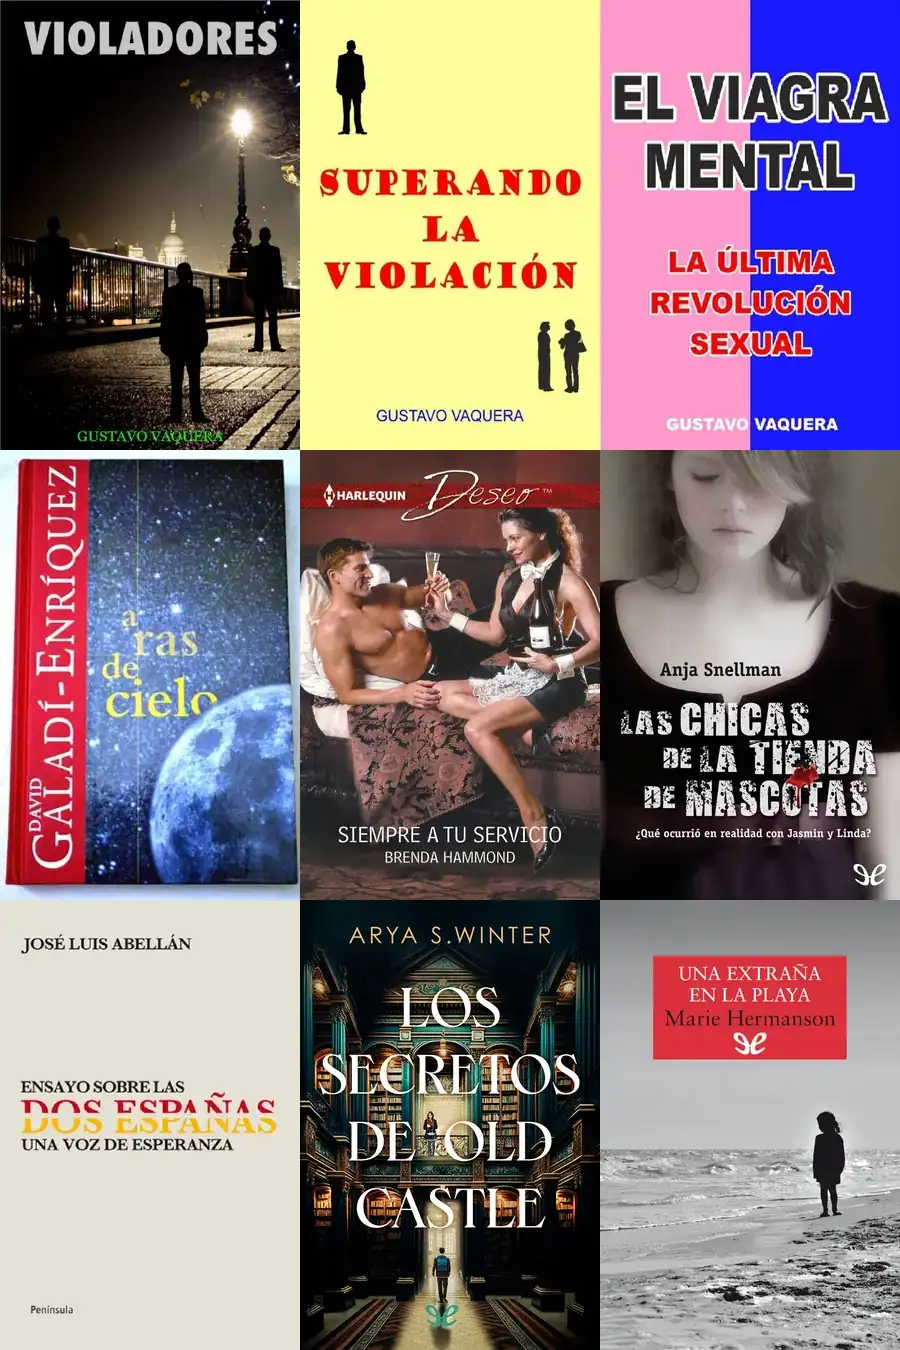 VIOLADORES
GUSTAVO VAQUERA
SUPERANDO
LA
VIOLACIÓN
GUSTAVO VAQUERA
EL VIAGRA
MENTAL
LA ÚLTIMA
REVOLUCIÓN
SEXUAL
GUSTAVO VAQUERA
DAVID
GALADÍ-ENRÍQUEZ
a
ras
de
cielo
HARLEQUIN
Deseo™
SIEMPRE A TU SERVICIO
BRENDA HAMMOND
Anja Snellman
LAS CHICAS
DE LA TIENDA
DE MASCOTAS
¿Qué ocurrió en realidad con Jasmin y Linda?
JOSÉ LUIS ABELLÁN
ENSAYO SOBRE LAS
DOS ESPAÑAS
UNA VOZ DE ESPERANZA
Península
ARYA S. WINTER
LOS
SECRETOS
DE OLD
CASTLE
UNA EXTRAÑA
EN LA PLAYA
Marie Hermanson